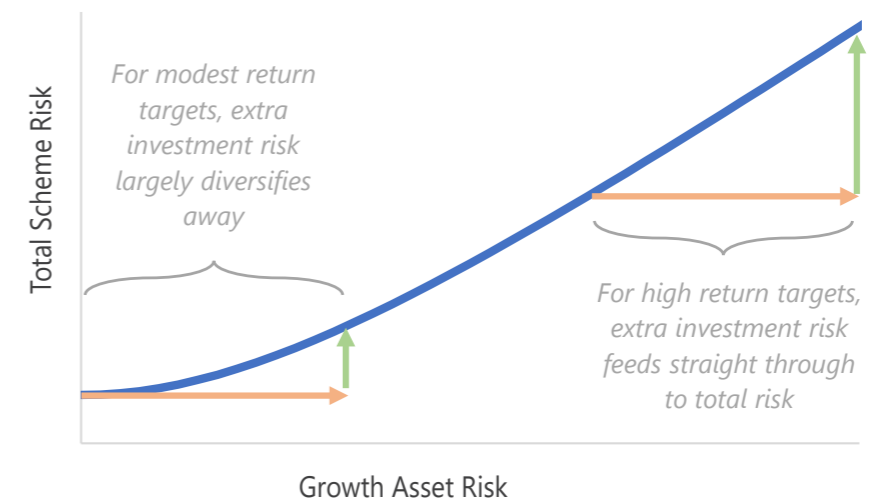 For modest return
targets, extra
investment risk
largely diversifies
away
Total Scheme Risk
For high return targets,
extra investment risk
feeds straight through
to total risk
Growth Asset Risk